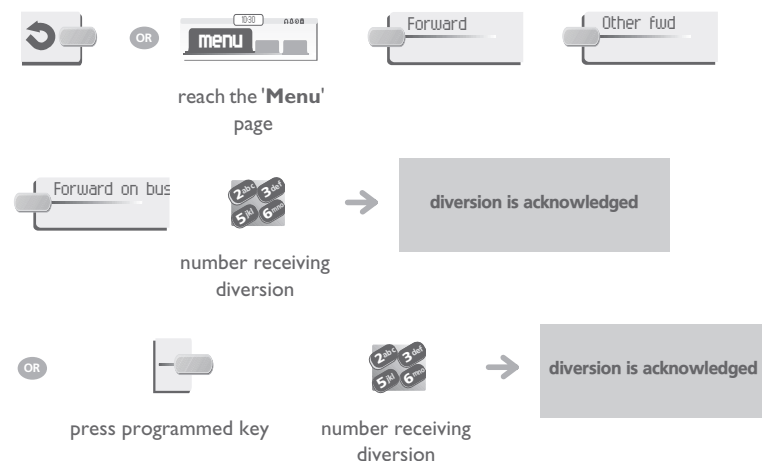 10:30
OR
menu
Forward
Other fwd
reach the 'Menu'
page
Forward on bus
2abc 3def
5jkl 6mno
diversion is acknowledged
number receiving
diversion
OR
2abc 3def
5jkl 6mno
diversion is acknowledged
press programmed key
number receiving
diversion